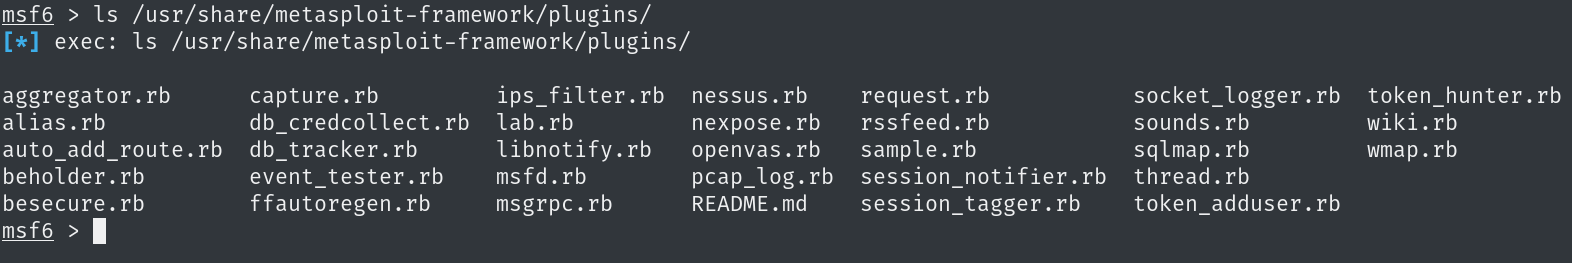 msf6 > ls /usr/share/metasploit-framework/plugins/
[*] exec: ls /usr/share/metasploit-framework/plugins/
aggregator.rb capture.rb ips_filter.rb nessus.rb request.rb socket_logger.rb token_hunter.rb
alias.rb db_credcollect.rb lab.rb nexpose.rb rssfeed.rb sounds.rb wiki.rb
auto_add_route.rb db_tracker.rb libnotify.rb openvas.rb sample.rb sqlmap.rb wmap.rb
beholder.rb event_tester.rb msfd.rb pcap_log.rb session_notifier.rb thread.rb
besecure.rb ffautoregen.rb msgrpc.rb README.md session_tagger.rb token_adduser.rb
msf6 >